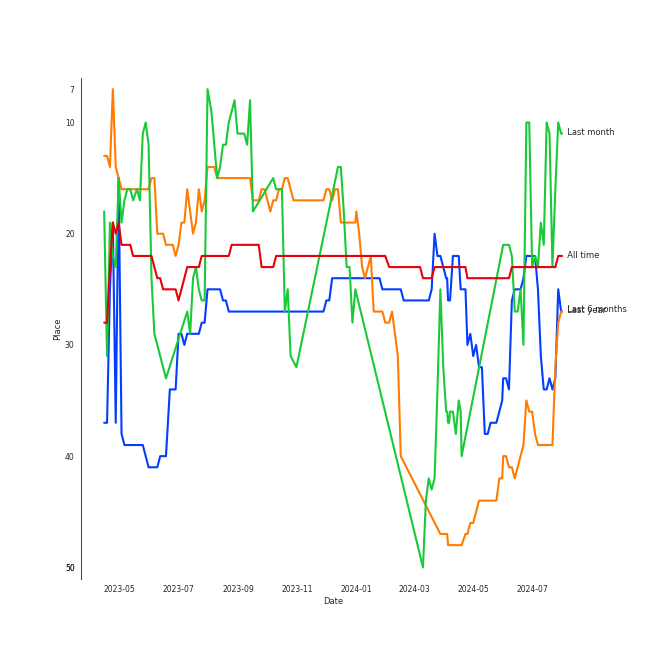 7
10
Last month
20
All time
Last 6 months
Last year
30
Place
40
50
2023-05
2023-07
2023-09
2023-11
2024-01
2024-03
2024-05
2024-07
Date